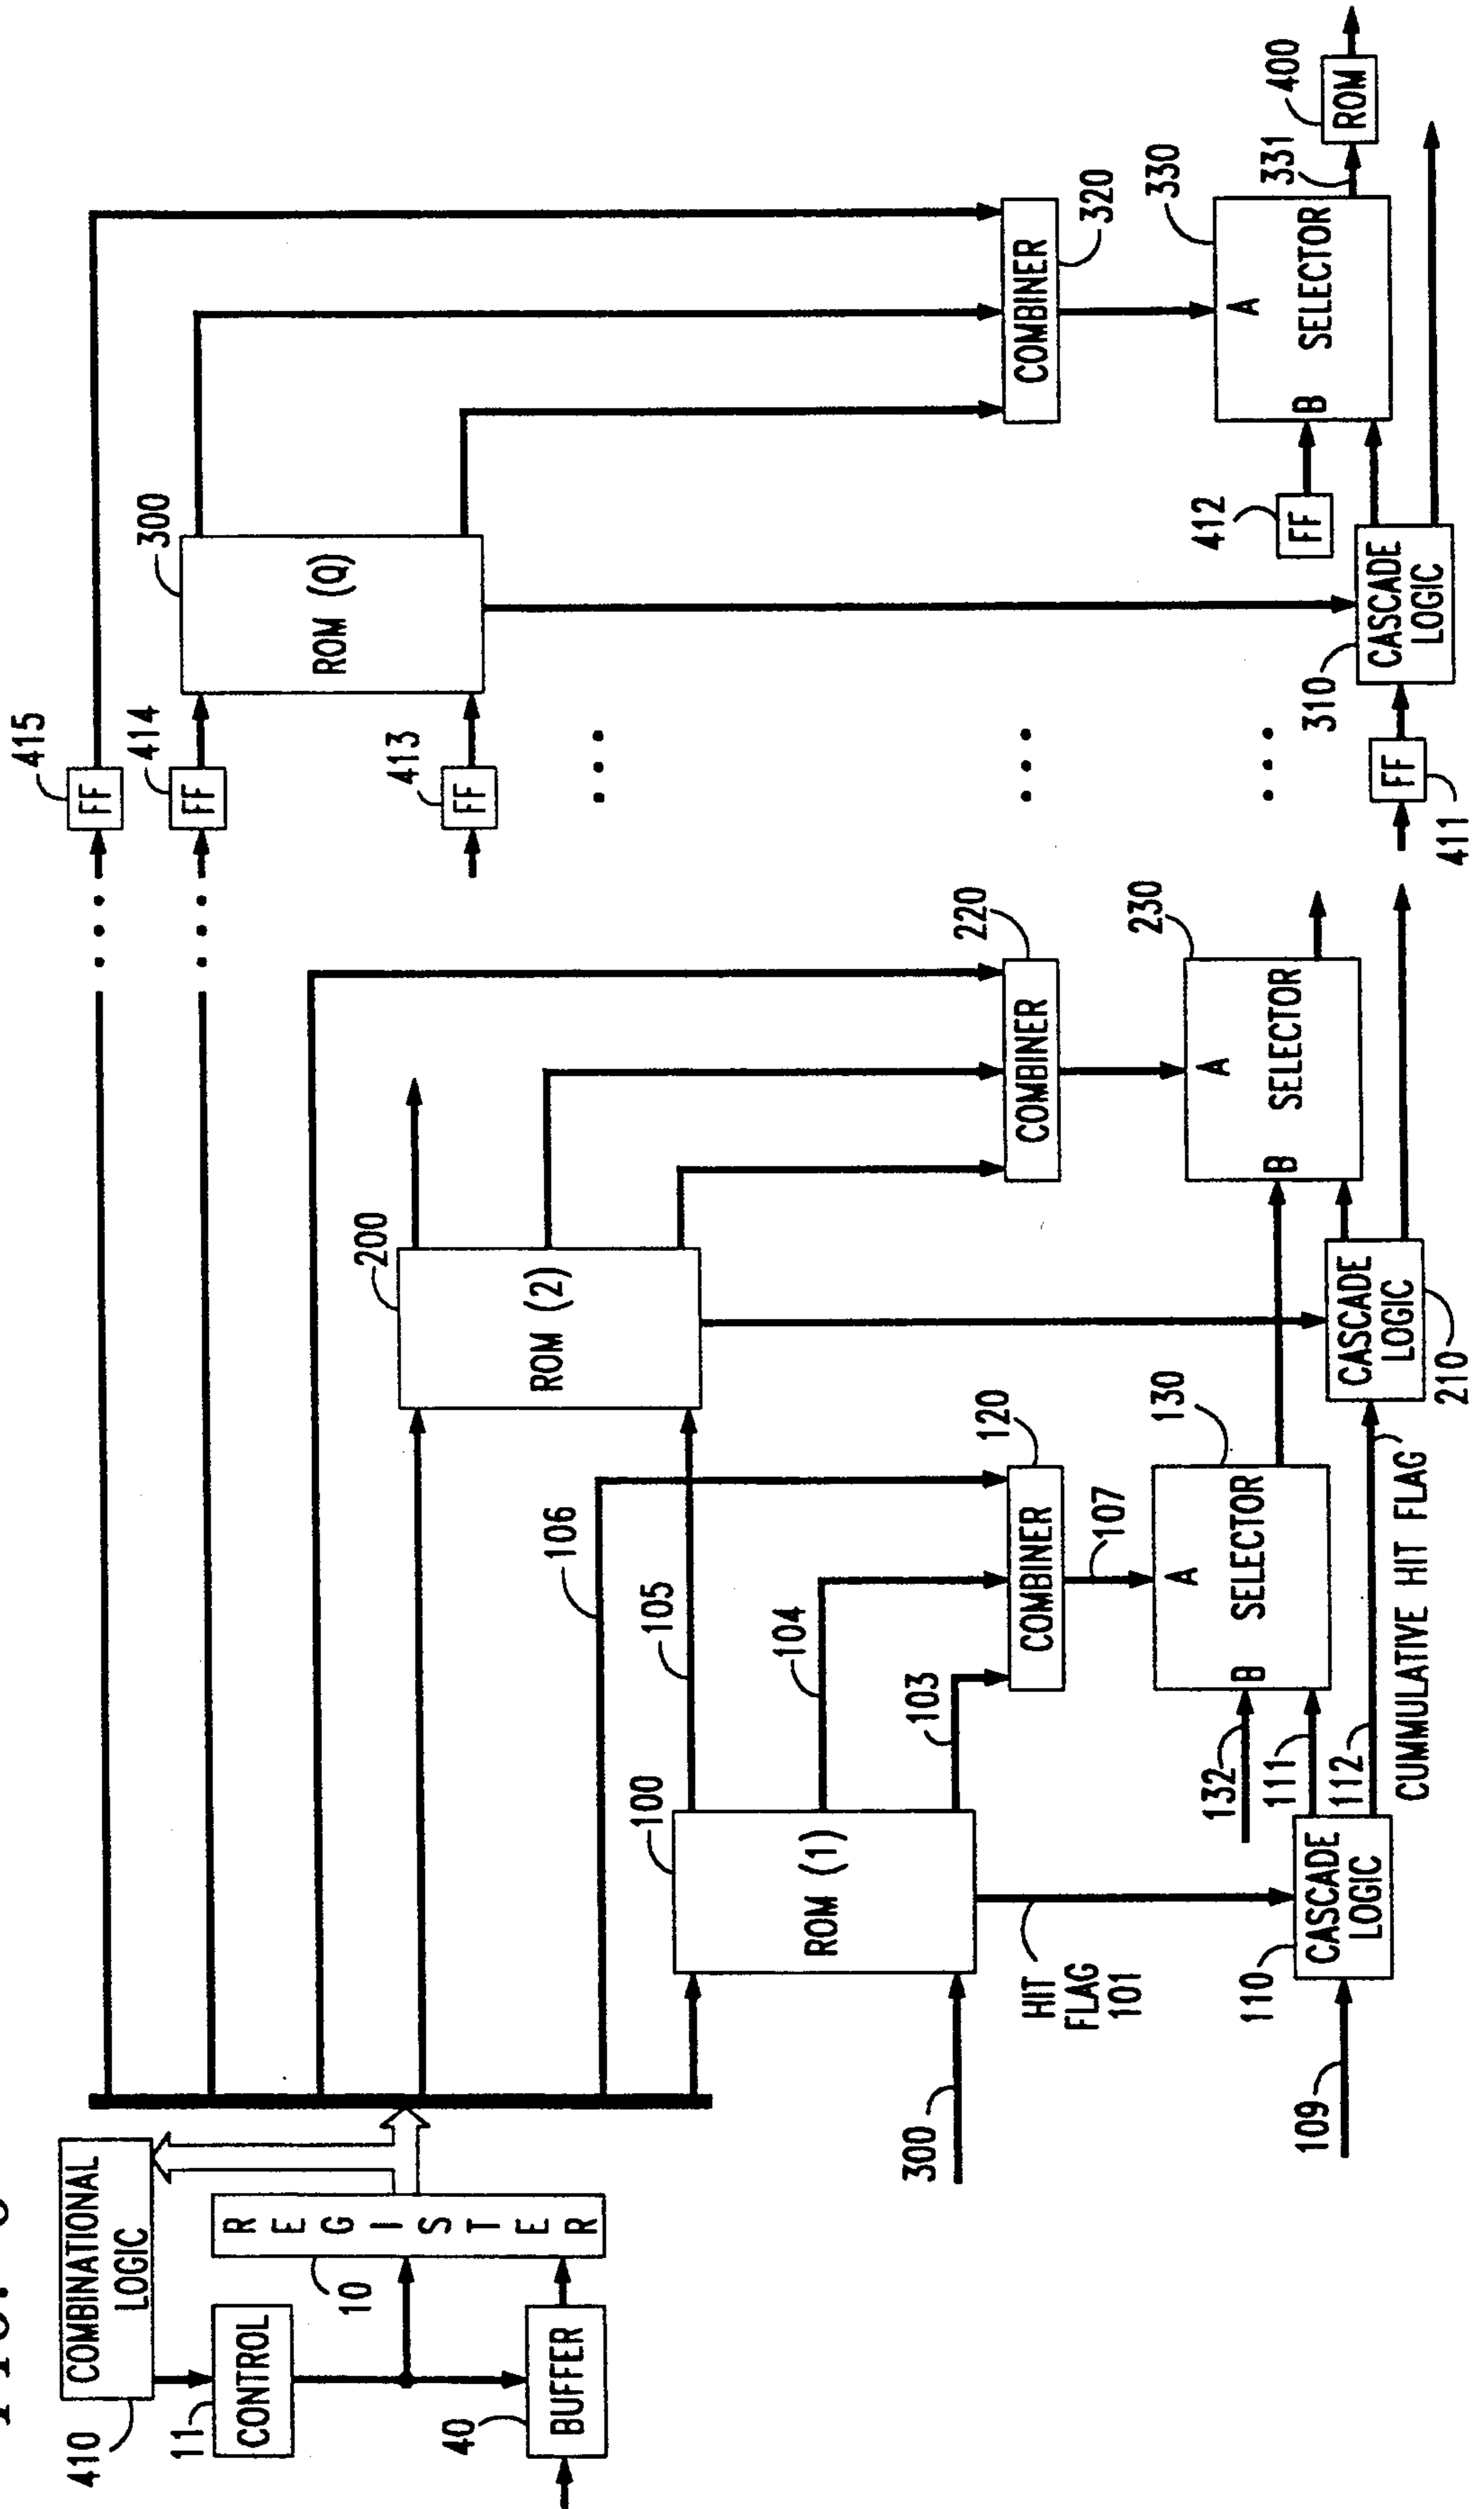 415
414
413
412
411
FF
FF
FF
FF
FF
300
ROM (Q)
COMBINER
320
330
A
B
SELECTOR
331
400
ROM
310
CASCADE
LOGIC
200
ROM (2)
COMBINER
220
230
A
B
SELECTOR
CASCADE
LOGIC
210
106
105
104
103
100
ROM (1)
300
HIT
FLAG
101
120
COMBINER
107
130
A
B
SELECTOR
132
111
112
CUMMULATIVE HIT FLAG
110
CASCADE
LOGIC
109
410
COMBINATIONAL
LOGIC
11
CONTROL
10
REGISTER
40
BUFFER